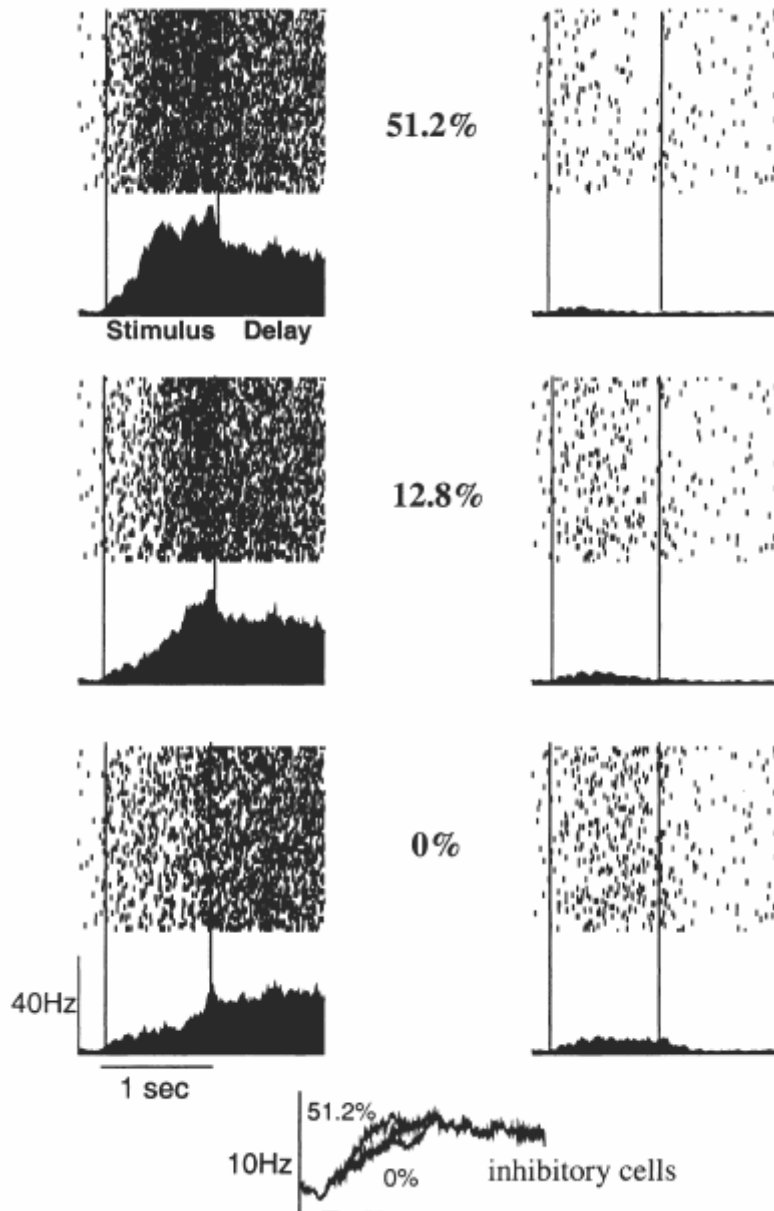 51.2%
Stimulus Delay
12.8%
0%
40Hz
1 sec
51.2%
10Hz
0%
inhibitory cells